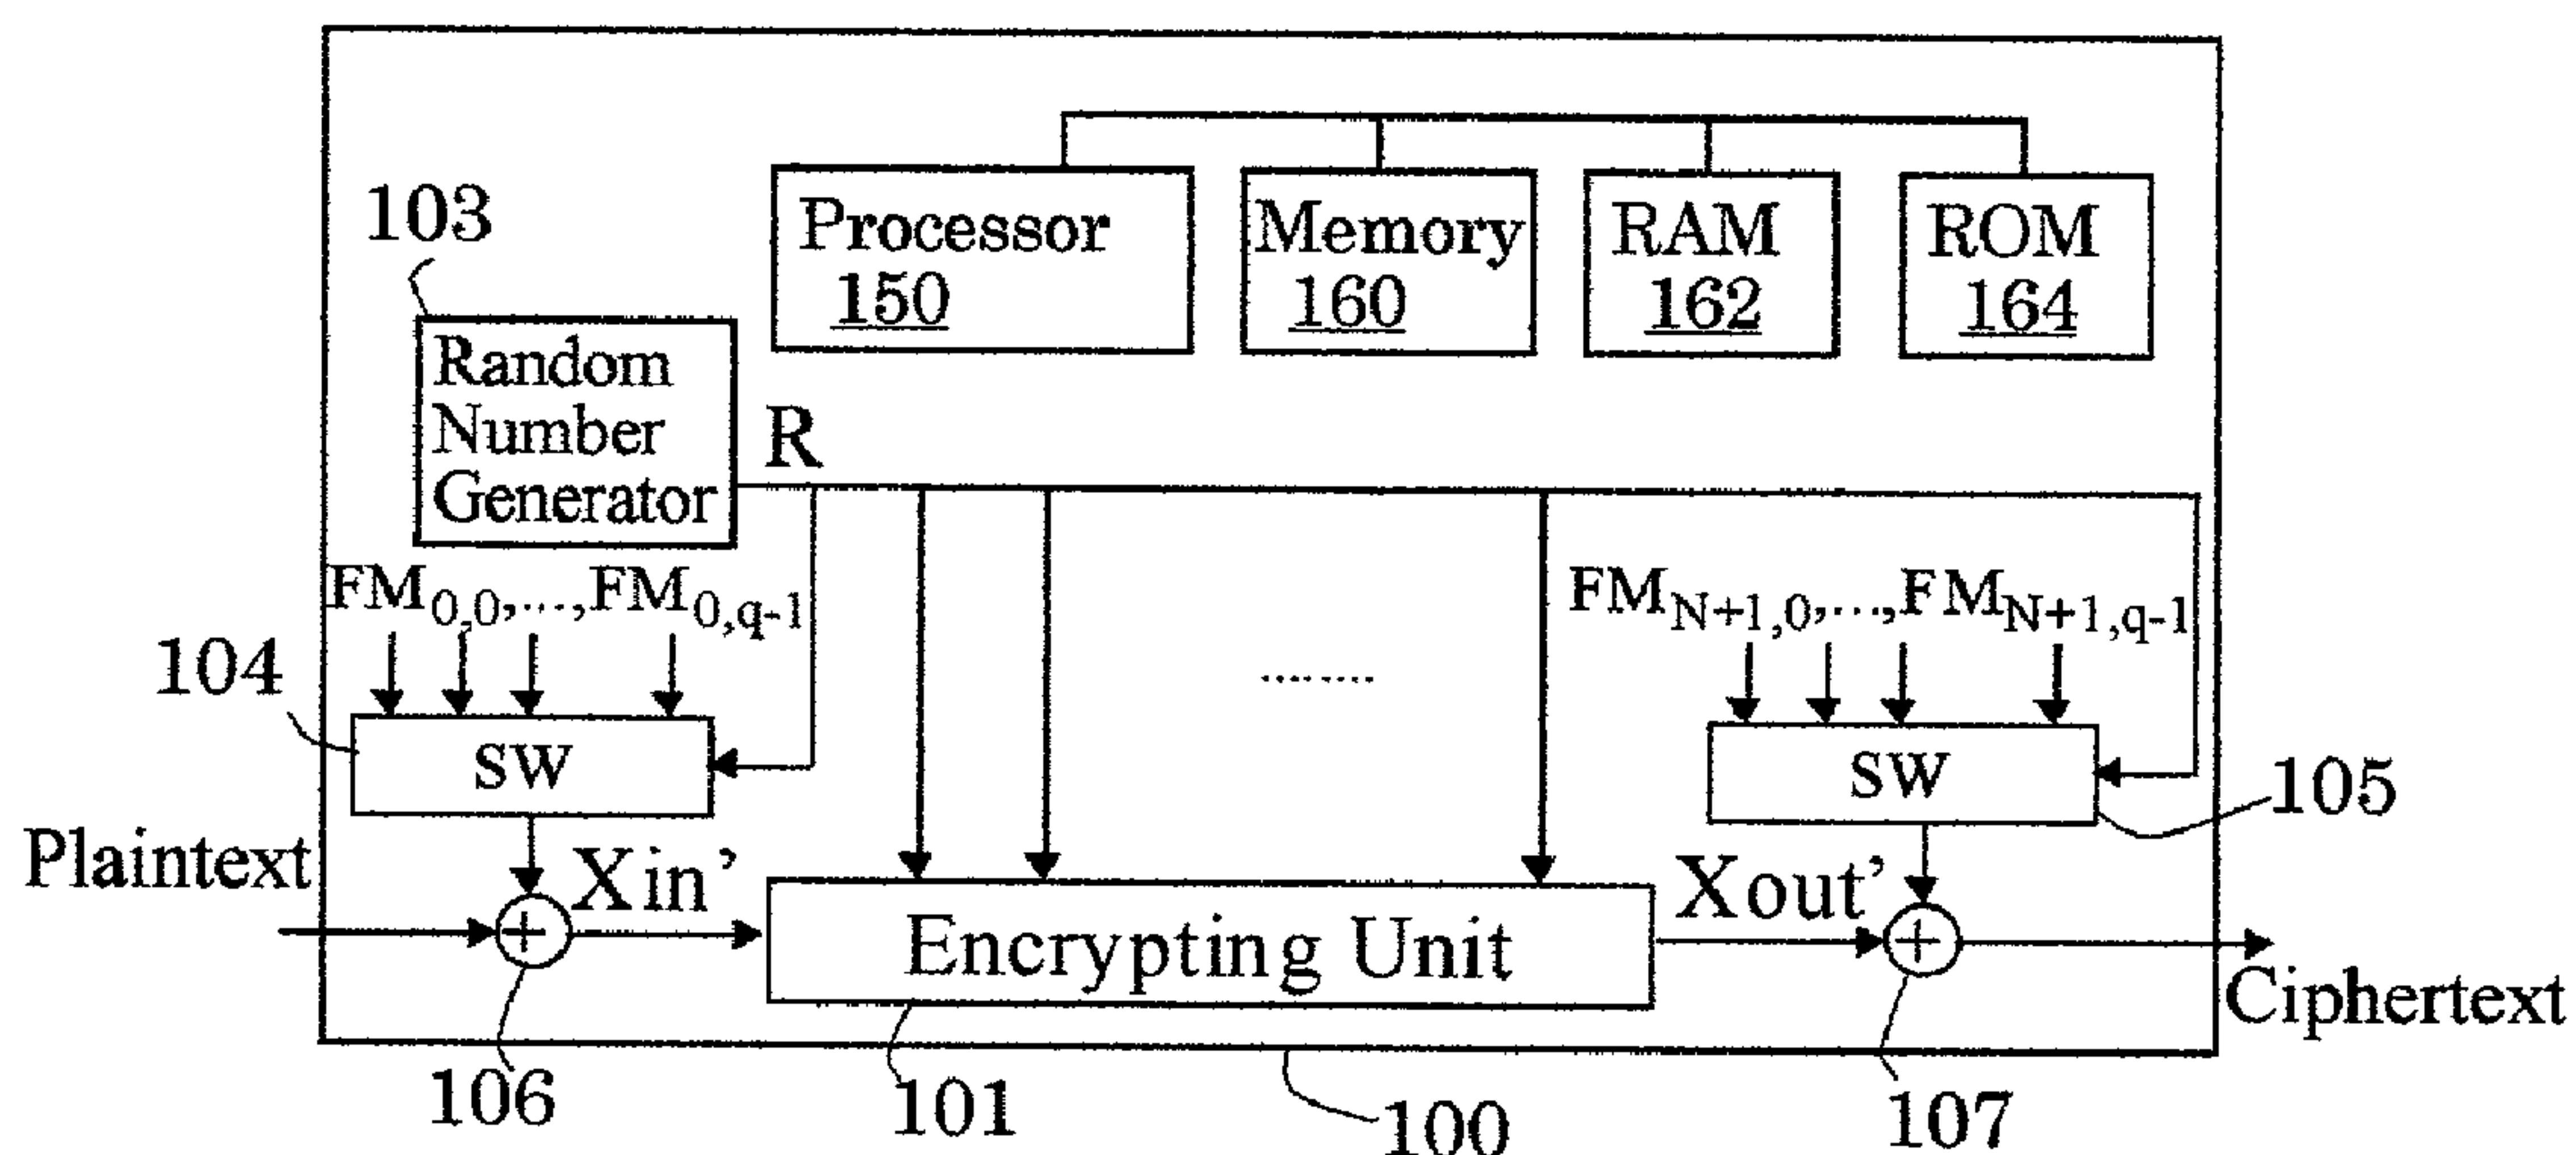 103
Processor
150
Memory
160
RAM
162
ROM
164
Random
Number
Generator
R
FM0,0,...,FM0,q-1
FMN+1,0,...,FMN+1,q-1
104
SW
........
SW
105
Plaintext
+
Xin’
Encrypting Unit
Xout’
+
Ciphertext
106
101
100
107